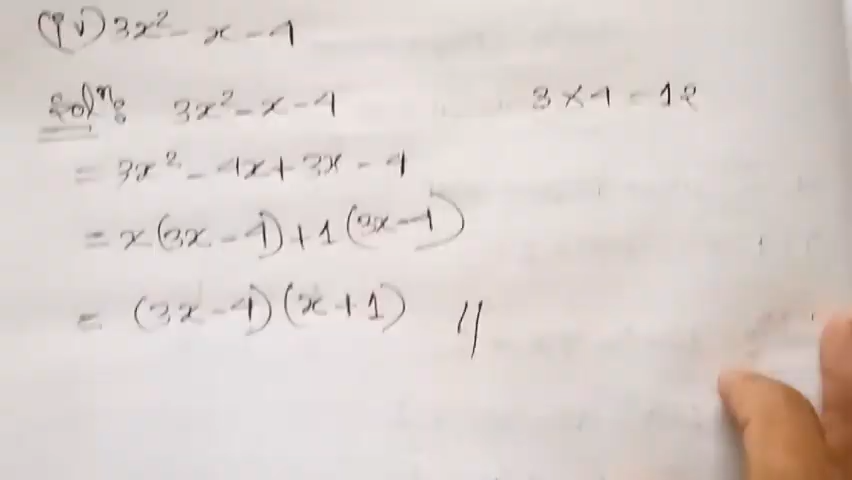 (iv) 3x² - x - 4
Solⁿ: 3x² - x - 4 3 × 4 = 12
= 3x² - 4x + 3x - 4
= x(3x - 4) + 1(3x - 4)
= (3x - 4)(x + 1) //